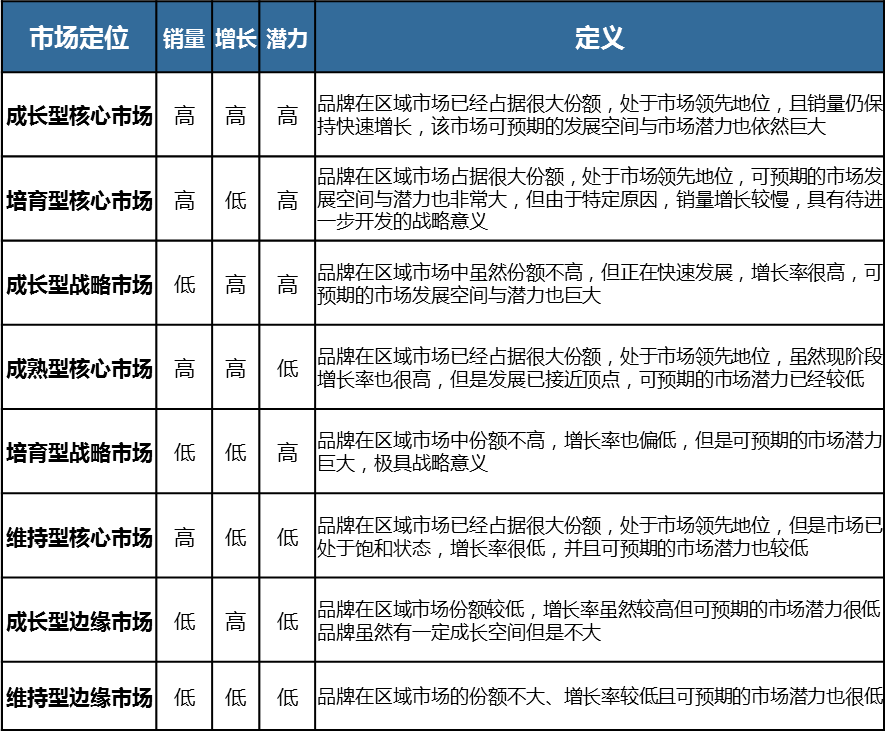 市场定位 销量 增长 潜力 定义
成长型核心市场 高 高 高 品牌在区域市场已经占据很大份额，处于市场领先地位，且销量仍保
持快速增长，该市场可预期的发展空间与市场潜力也依然巨大
培育型核心市场 高 低 高 品牌在区域市场占据很大份额，处于市场领先地位，可预期的市场发
展空间与潜力也非常大，但由于特定原因，销量增长较慢，具有待进
一步开发的战略意义
成长型战略市场 低 高 高 品牌在区域市场中虽然份额不高，但正在快速发展，增长率很高，可
预期的市场发展空间与潜力也巨大
成熟型核心市场 高 高 低 品牌在区域市场已经占据很大份额，处于市场领先地位，虽然现阶段
增长率也很高，但是发展已接近顶点，可预期的市场潜力已经较低
培育型战略市场 低 低 高 品牌在区域市场中份额不高，增长率也偏低，但是可预期的市场潜力
巨大，极具战略意义
维持型核心市场 高 低 低 品牌在区域市场已经占据很大份额，处于市场领先地位，但是市场已
处于饱和状态，增长率很低，并且可预期的市场潜力也较低
成长型边缘市场 低 高 低 品牌在区域市场份额较低，增长率虽然较高但可预期的市场潜力很低
品牌虽然有一定成长空间但是不大
维持型边缘市场 低 低 低 品牌在区域市场的份额不大、增长率较低且可预期的市场潜力也很低